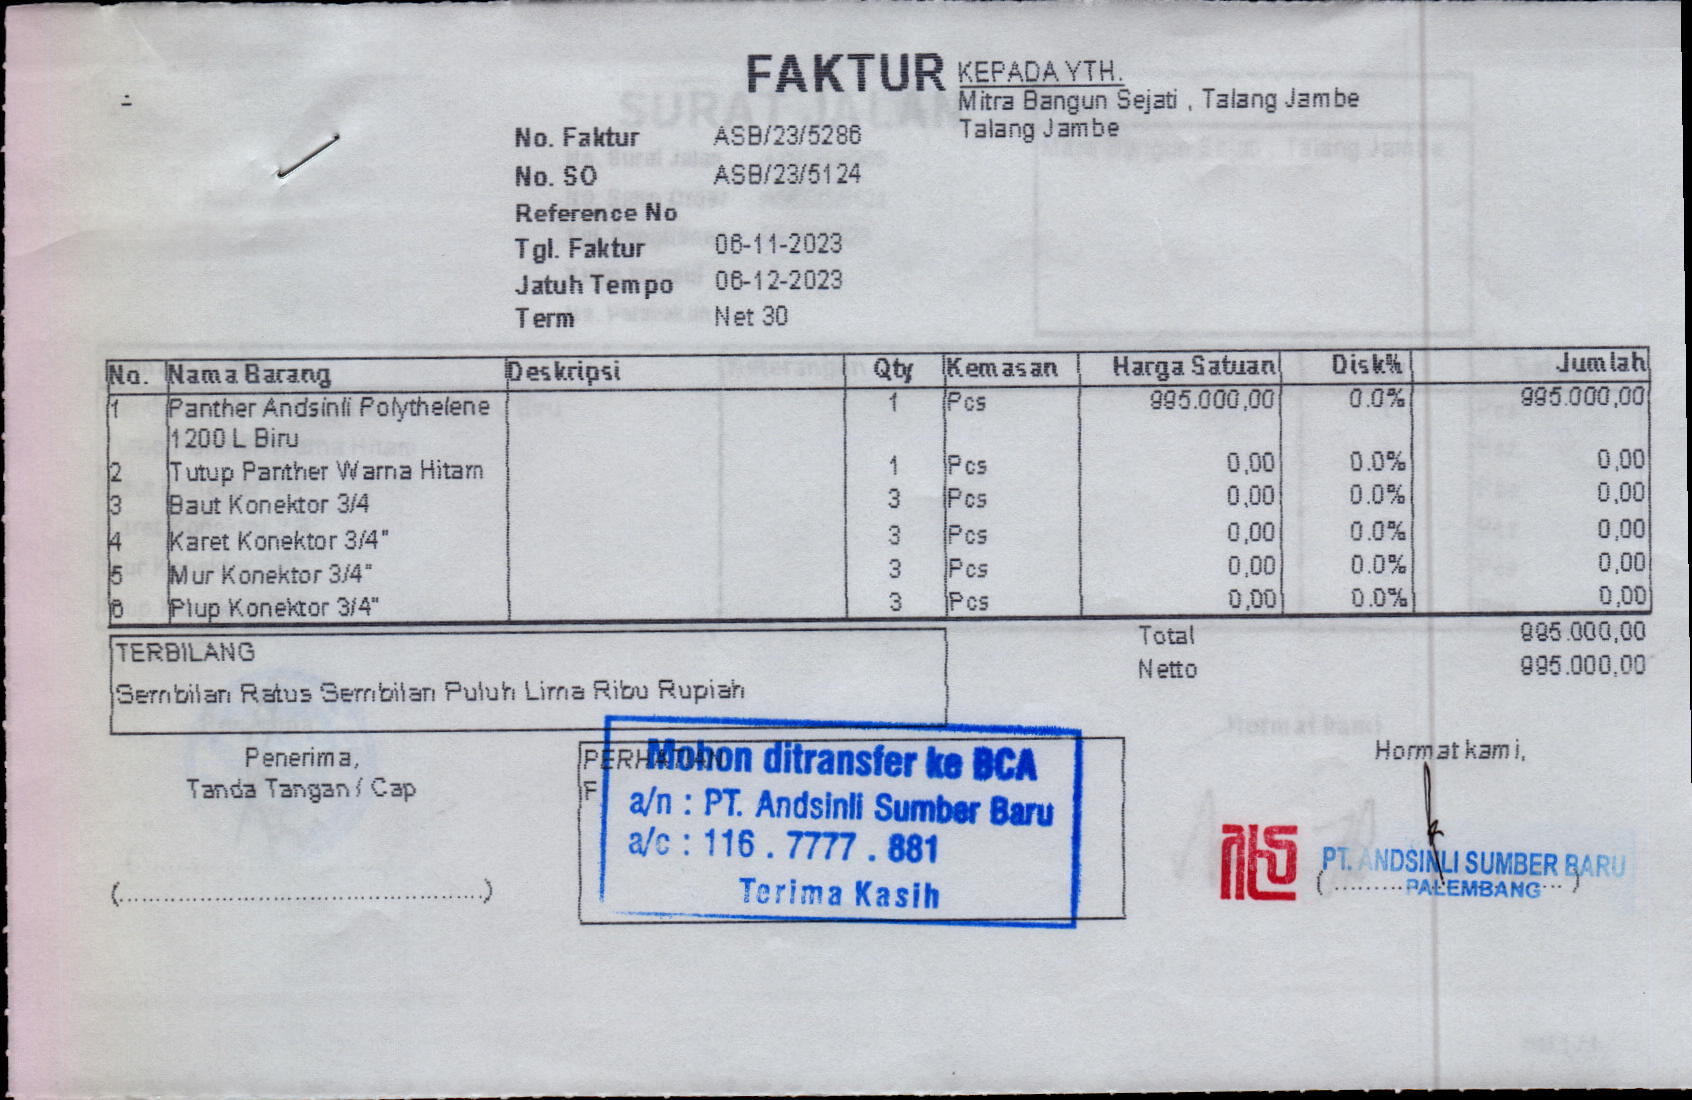 FAKTUR
KEPADA YTH.
Mitra Bangun Sejati , Talang Jambe
Talang Jambe
No. Faktur ASB/23/5286
No. SO ASB/23/5124
Reference No
Tgl. Faktur 06-11-2023
Jatuh Tempo 06-12-2023
Term Net 30
No. Nama Barang Deskripsi Qty Kemasan Harga Satuan Disk% Jumlah
1 Panther Andsinli Polythelene 1 Pcs 995.000,00 0.0% 995.000,00
1200 L Biru
2 Tutup Panther Warna Hitam 1 Pcs 0,00 0.0% 0,00
3 Baut Konektor 3/4 3 Pcs 0,00 0.0% 0,00
4 Karet Konektor 3/4" 3 Pcs 0,00 0.0% 0,00
5 Mur Konektor 3/4" 3 Pcs 0,00 0.0% 0,00
6 Plup Konektor 3/4" 3 Pcs 0,00 0.0% 0,00
Total 995.000,00
Netto 995.000,00
TERBILANG
Sembilan Ratus Sembilan Puluh Lima Ribu Rupiah
Penerima,
Tanda Tangan / Cap
(................................................)
PERHATIAN
F
Mohon ditransfer ke BCA
a/n : PT. Andsinli Sumber Baru
a/c : 116 . 7777 . 881
Terima Kasih
Hormat kami,
PT. ANDSINLI SUMBER BARU
PALEMBANG